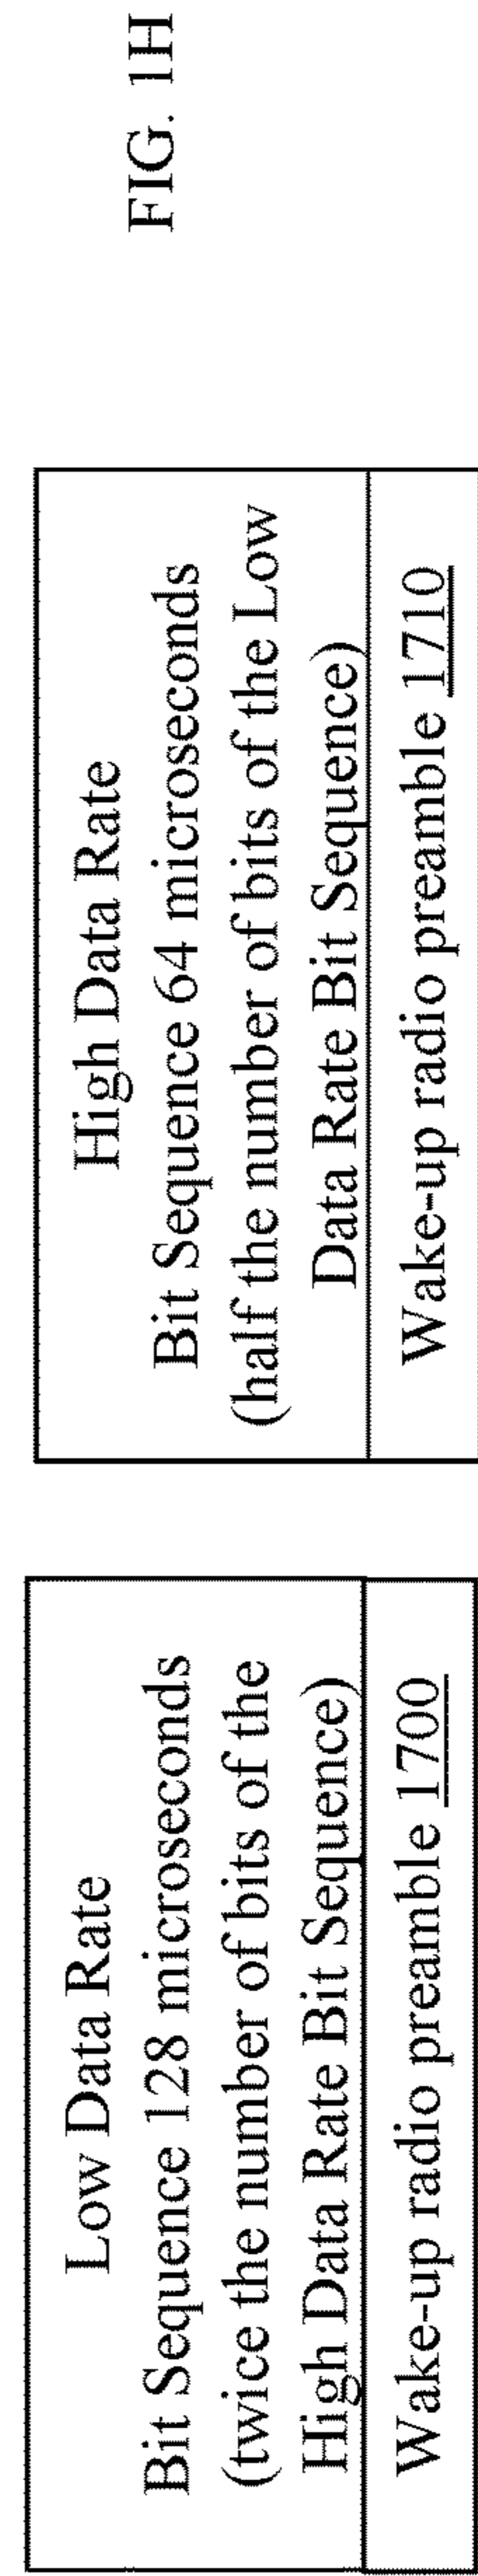 Low Data Rate
Bit Sequence 128 microseconds
(twice the number of bits of the
High Data Rate Bit Sequence)
Wake-up radio preamble 1700
High Data Rate
Bit Sequence 64 microseconds
(half the number of bits of the Low
Data Rate Bit Sequence)
Wake-up radio preamble 1710
FIG. 1H